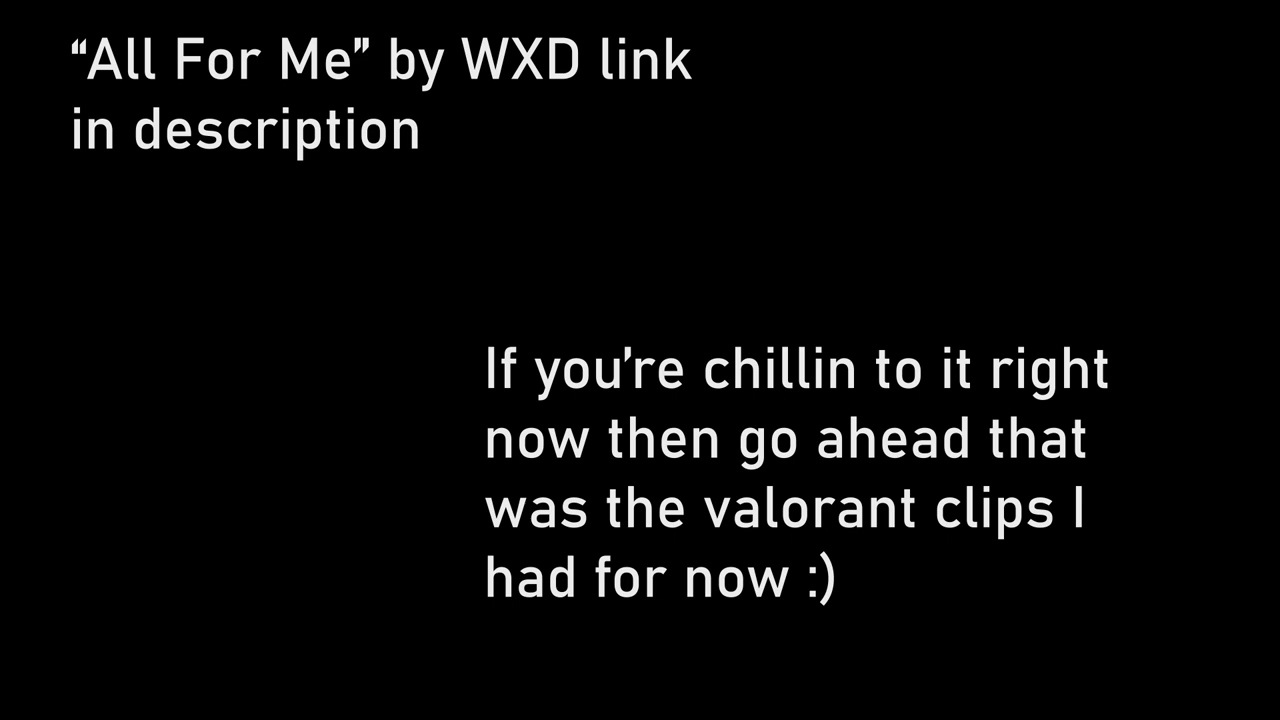 “All For Me” by WXD link
in description
If you’re chillin to it right
now then go ahead that
was the valorant clips I
had for now :)